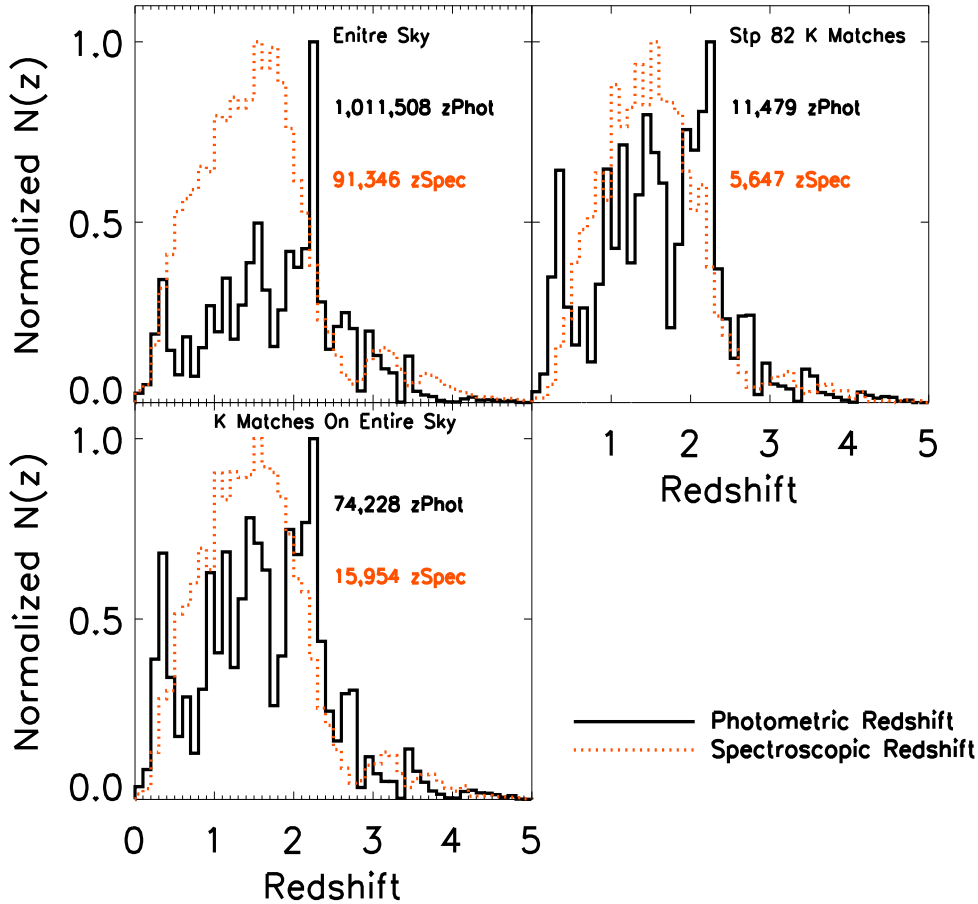 Normalized N(z)
1.0
0.5
0.0
Enitre Sky
1,011,508 zPhot
91,346 zSpec
Stp 82 K Matches
11,479 zPhot
5,647 zSpec
1 2 3 4 5
Redshift
Normalized N(z)
1.0
0.5
0.0
K Matches On Entire Sky
74,228 zPhot
15,954 zSpec
0 1 2 3 4 5
Redshift
Photometric Redshift
Spectroscopic Redshift